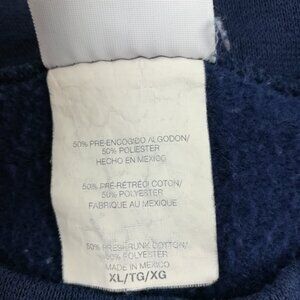 50% PRE-ENCOGIDO ALGODON/
50% POLIESTER
HECHO EN MEXICO
50% PRÉ-RÉTRÉCI COTON/
50% POLYESTER
FABRIQUÉ AU MEXIQUE
50% PRESHRUNK COTTON/
50% POLYESTER
MADE IN MEXICO
XL/TG/XG